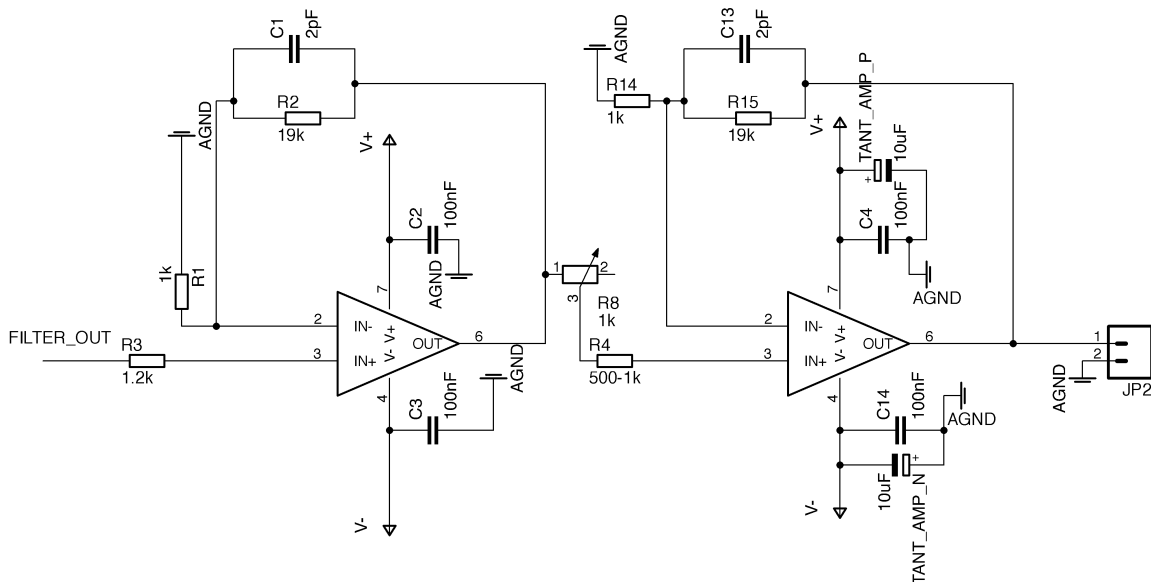 C1
2pF
AGND
R2
19k
V+
C2
100nF
AGND
1k
R1
FILTER_OUT
R3
1.2k
2
3
7
IN-
IN+
V+
V-
OUT
6
4
C3
100nF
AGND
V-
1
2
3
R8
1k
R4
500-1k
AGND
R14
1k
C13
2pF
R15
19k
V+
TANT_AMP_P
10uF
+
C4
100nF
AGND
7
2
3
IN-
IN+
V+
V-
OUT
6
4
C14
100nF
AGND
+
10uF
TANT_AMP_N
V-
1
2
AGND
JP2